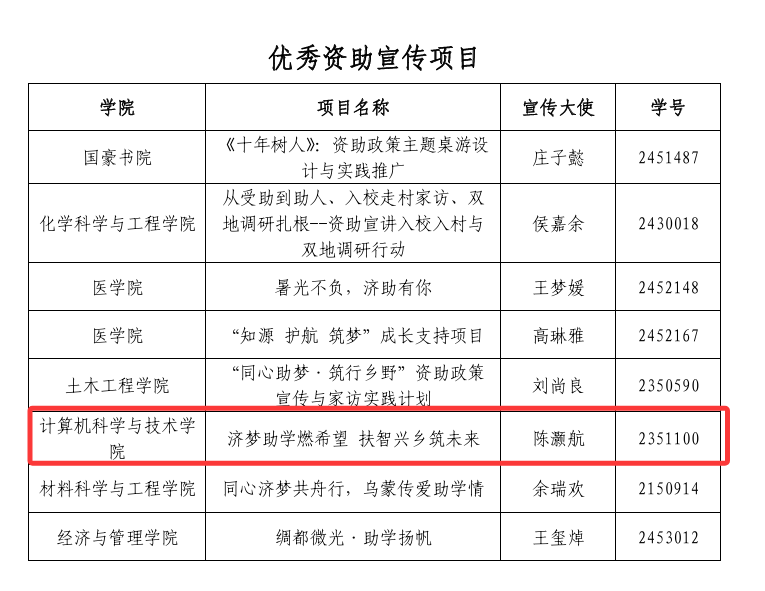 优秀资助宣传项目
学院 项目名称 宣传大使 学号
国豪书院 《十年树人》：资助政策主题桌游设 庄子懿 2451487
计与实践推广
从受助到助人、入校走村家访、双
化学科学与工程学院 地调研扎根--资助宣讲入校入村与 侯嘉余 2430018
双地调研行动
医学院 暑光不负，济助有你 王梦媛 2452148
医学院 “知源 护航 筑梦”成长支持项目 高琳雅 2452167
土木工程学院 “同心助梦·筑行乡野”资助政策 刘尚良 2350590
宣传与家访实践计划
计算机科学与技术学 济梦助学燃希望 扶智兴乡筑未来 陈灏航 2351100
院
材料科学与工程学院 同心济梦共舟行，乌蒙传爱助学情 余瑞欢 2150914
经济与管理学院 绸都微光·助学扬帆 王玺焯 2453012